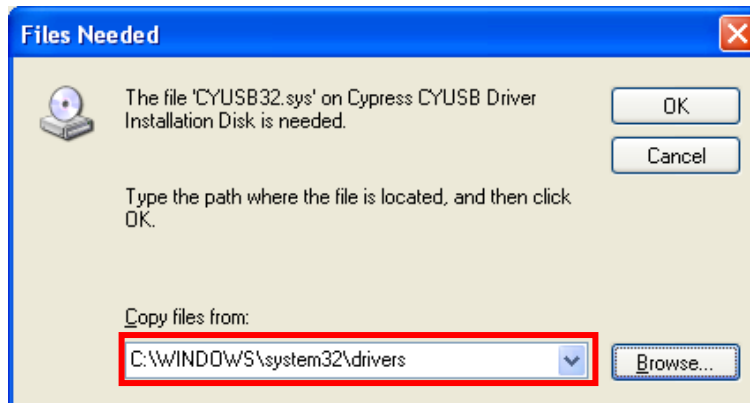 Files Needed
The file 'CYUSB32.sys' on Cypress CYUSB Driver
Installation Disk is needed.
OK
Cancel
Type the path where the file is located, and then click
OK.
Copy files from:
C:\WINDOWS\system32\drivers
Browse...